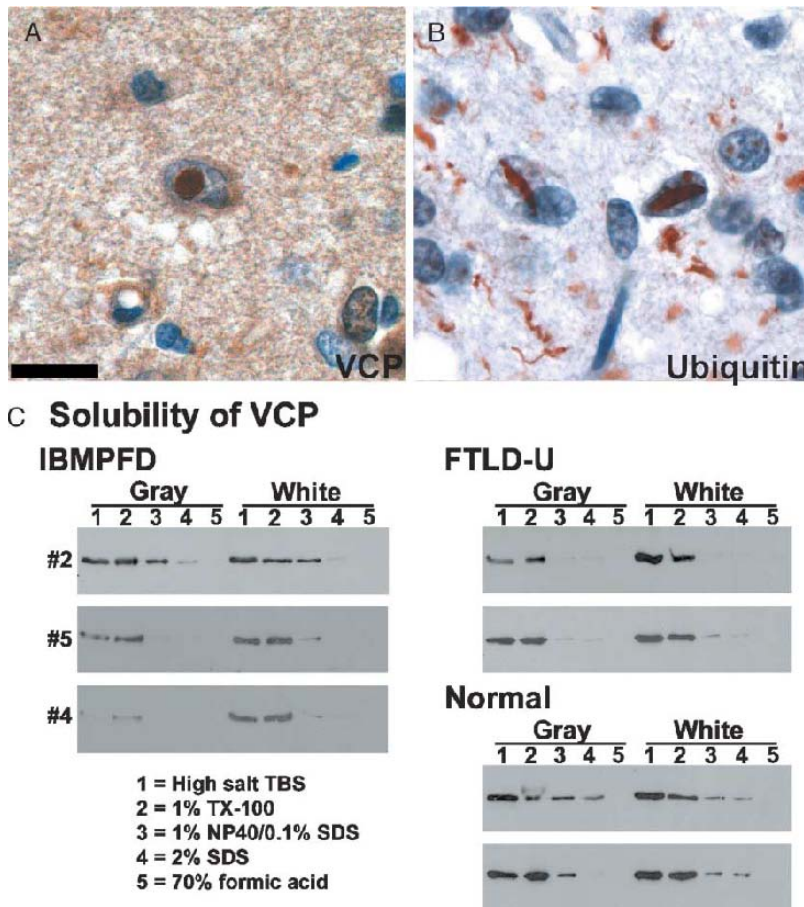 A
B
VCP
Ubiquitin
C Solubility of VCP
IBMPFD
Gray White
1 2 3 4 5 1 2 3 4 5
#2
#5
#4
1 = High salt TBS
2 = 1% TX-100
3 = 1% NP40/0.1% SDS
4 = 2% SDS
5 = 70% formic acid
FTLD-U
Gray White
1 2 3 4 5 1 2 3 4 5
Normal
Gray White
1 2 3 4 5 1 2 3 4 5